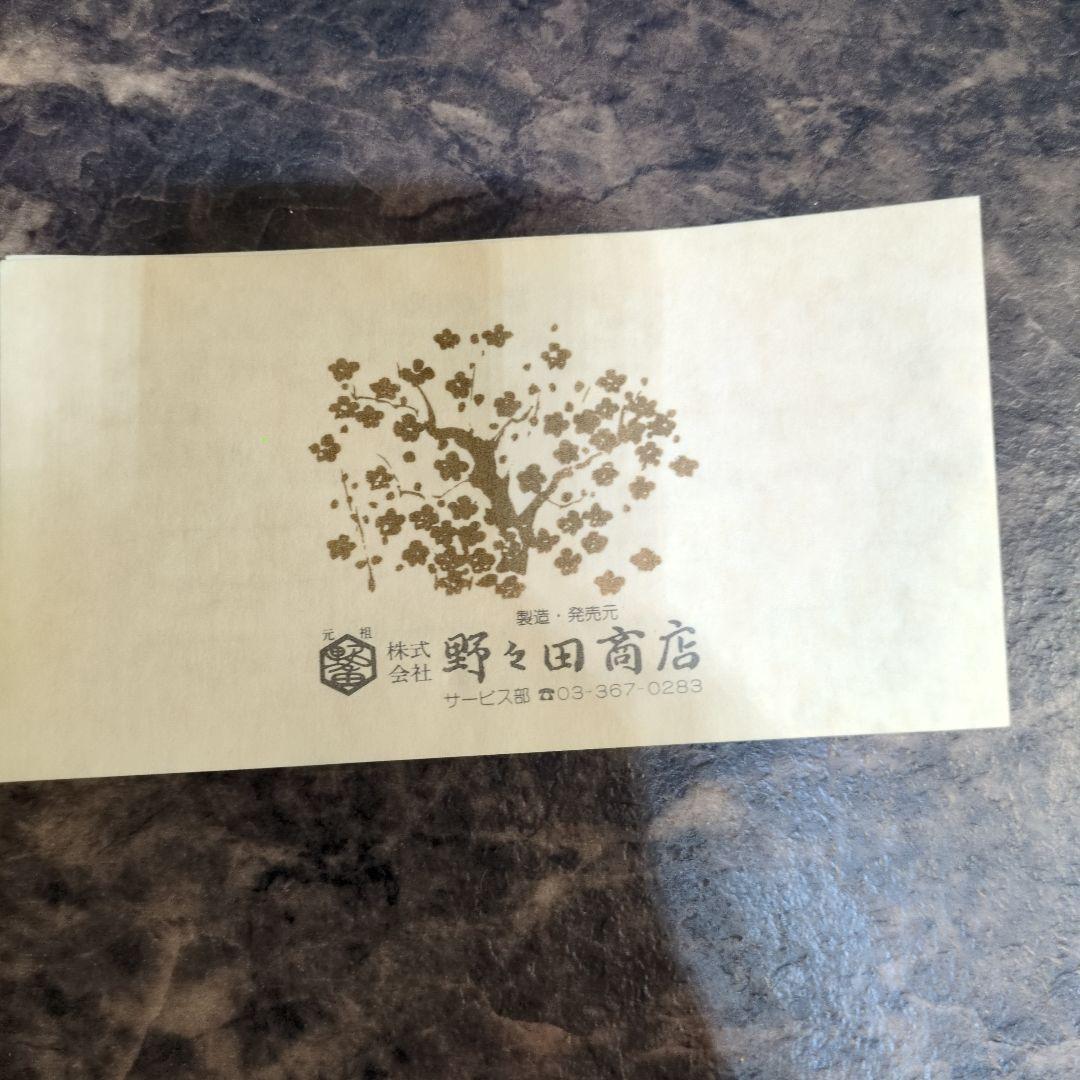 製造・発売元
元祖
株式会社 野々田商店
サービス部 ☎03-367-0283